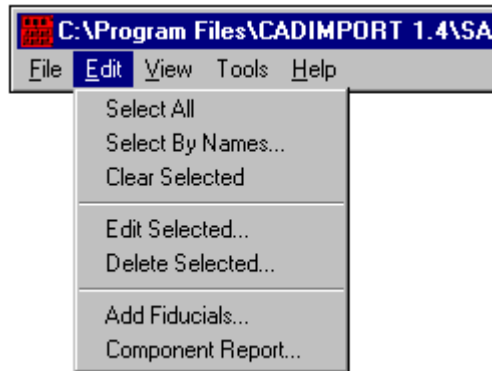 C:\Program Files\CADIMPORT 1.4\SA
File Edit View Tools Help
Select All
Select By Names...
Clear Selected
Edit Selected...
Delete Selected...
Add Fiducials...
Component Report...